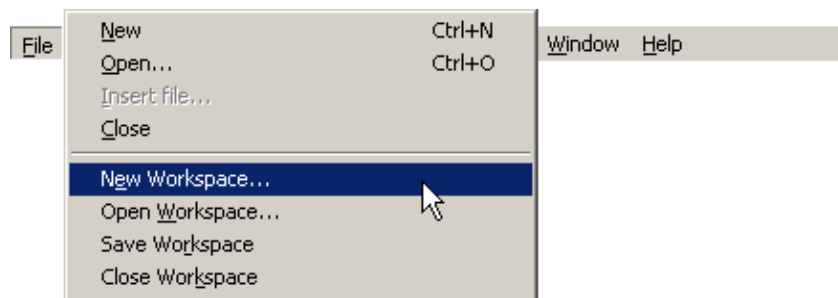 File Window Help
New Ctrl+N
Open... Ctrl+O
Insert file...
Close
New Workspace...
Open Workspace...
Save Workspace
Close Workspace